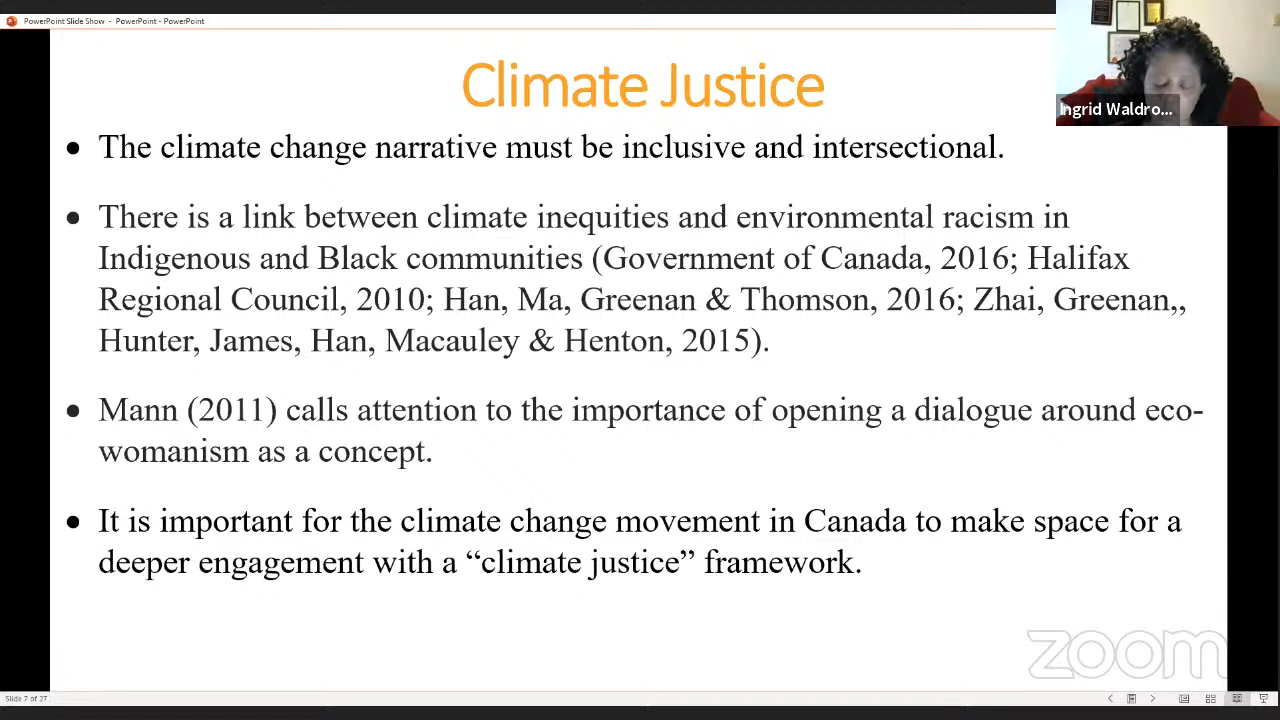 PowerPoint Slide Show - PowerPoint - PowerPoint
Climate Justice
Ingrid Waldro...
• The climate change narrative must be inclusive and intersectional.
• There is a link between climate inequities and environmental racism in
Indigenous and Black communities (Government of Canada, 2016; Halifax
Regional Council, 2010; Han, Ma, Greenan & Thomson, 2016; Zhai, Greenan,,
Hunter, James, Han, Macauley & Henton, 2015).
• Mann (2011) calls attention to the importance of opening a dialogue around eco-
womanism as a concept.
• It is important for the climate change movement in Canada to make space for a
deeper engagement with a “climate justice” framework.
zoom
Slide 7 of 27